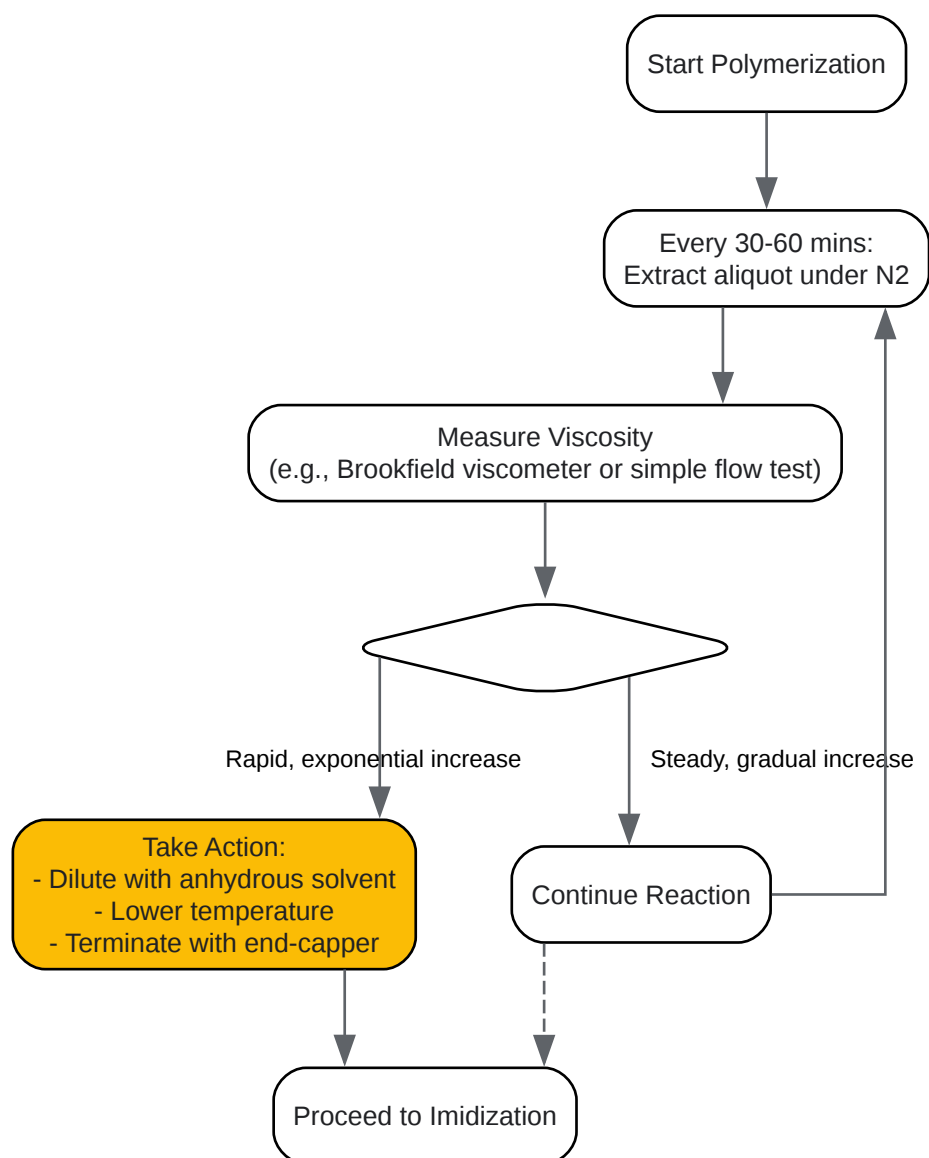 Start Polymerization
Every 30-60 mins:
Extract aliquot under N2
Measure Viscosity
(e.g., Brookfield viscometer or simple flow test)
Rapid, exponential increase
Steady, gradual increase
Take Action:
- Dilute with anhydrous solvent
- Lower temperature
- Terminate with end-capper
Continue Reaction
Proceed to Imidization